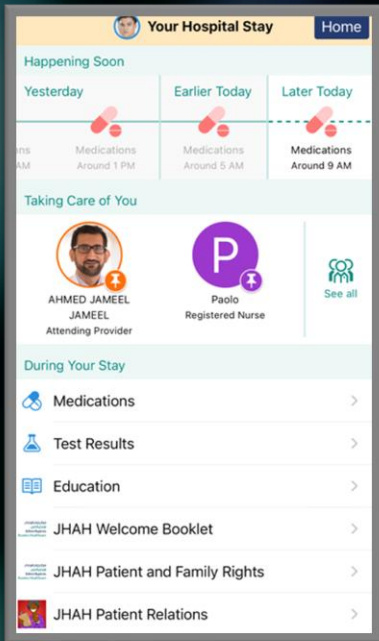 Your Hospital Stay
Home
Happening Soon
Yesterday
Earlier Today
Later Today
Medications
Medications
Medications
AM
Around 1 PM
Around 5 AM
Around 9 AM
Taking Care of You
P
AHMED JAMEEL
JAMEEL
Attending Provider
Paolo
Registered Nurse
See all
During Your Stay
Medications
Test Results
Education
JHAH Welcome Booklet
JHAH Patient and Family Rights
JHAH Patient Relations